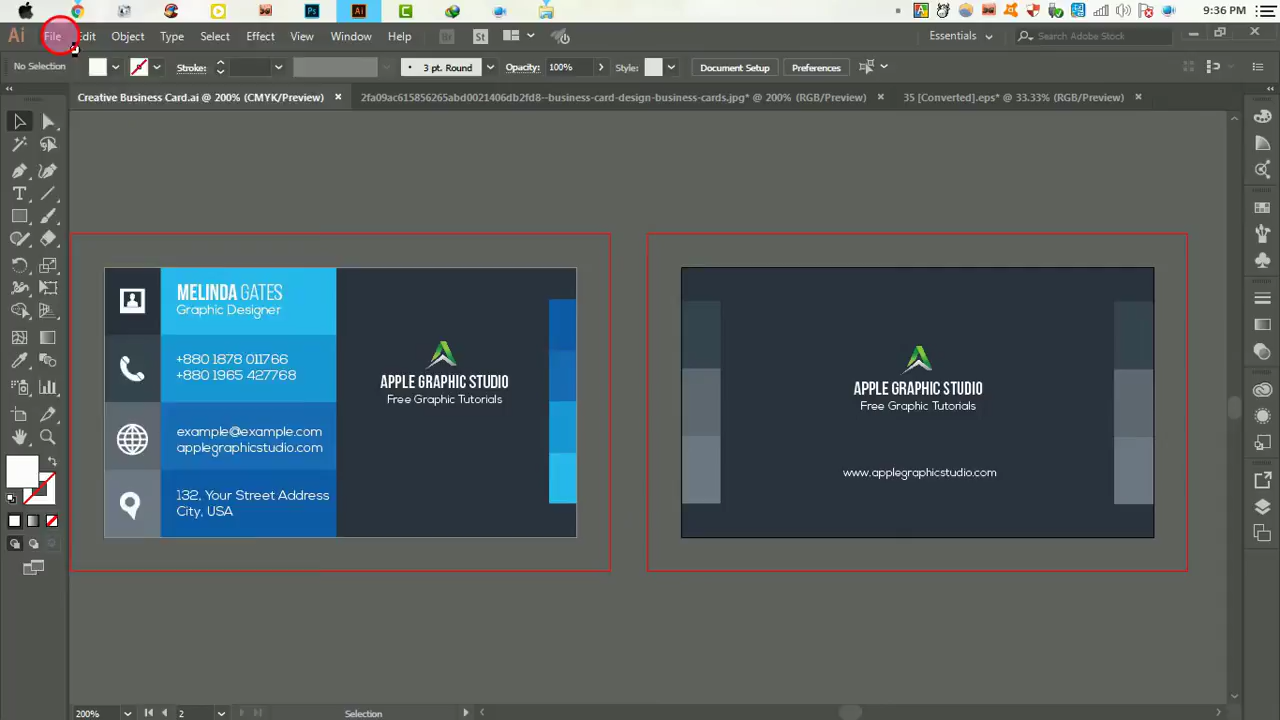 9:36 PM
Ai File Edit Object Type Select Effect View Window Help Br St Essentials Search Adobe Stock
No Selection Stroke: 3 pt. Round Opacity: 100% Style: Document Setup Preferences
Creative Business Card.ai @ 200% (CMYK/Preview) × 2fa09ac615856265abd0021406db2fd8--business-card-design-business-cards.jpg* @ 200% (RGB/Preview) × 35 [Converted].eps* @ 33.33% (RGB/Preview) ×
MELINDA GATES
Graphic Designer
+880 1878 011766
+880 1965 427768
example@example.com
applegraphicstudio.com
132, Your Street Address
City, USA
APPLE GRAPHIC STUDIO
Free Graphic Tutorials
APPLE GRAPHIC STUDIO
Free Graphic Tutorials
www.applegraphicstudio.com
200% 2 Selection